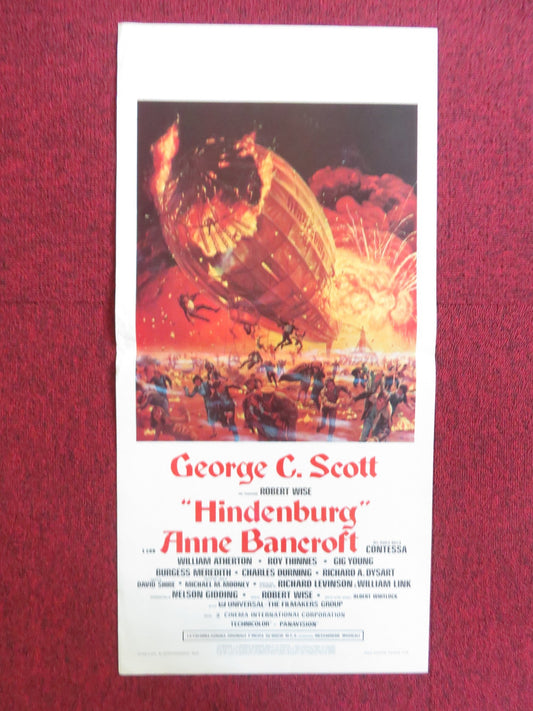 George C. Scott
ROBERT WISE
"Hindenburg"
Anne Bancroft CONTESSA
WILLIAM ATHERTON • ROY THINNES • GIG YOUNG
BURGESS MEREDITH • CHARLES DURNING • RICHARD A. DYSART
DAVID SHIRE • MICHAEL M. MOONEY • RICHARD LEVINSON WILLIAM LINK
NELSON GIDDING • ROBERT WISE • ALBERT WHITLOCK
UNIVERSAL - THE FILMAKERS GROUP
CINEMA INTERNATIONAL CORPORATION
TECHNICOLOR • PANAVISION